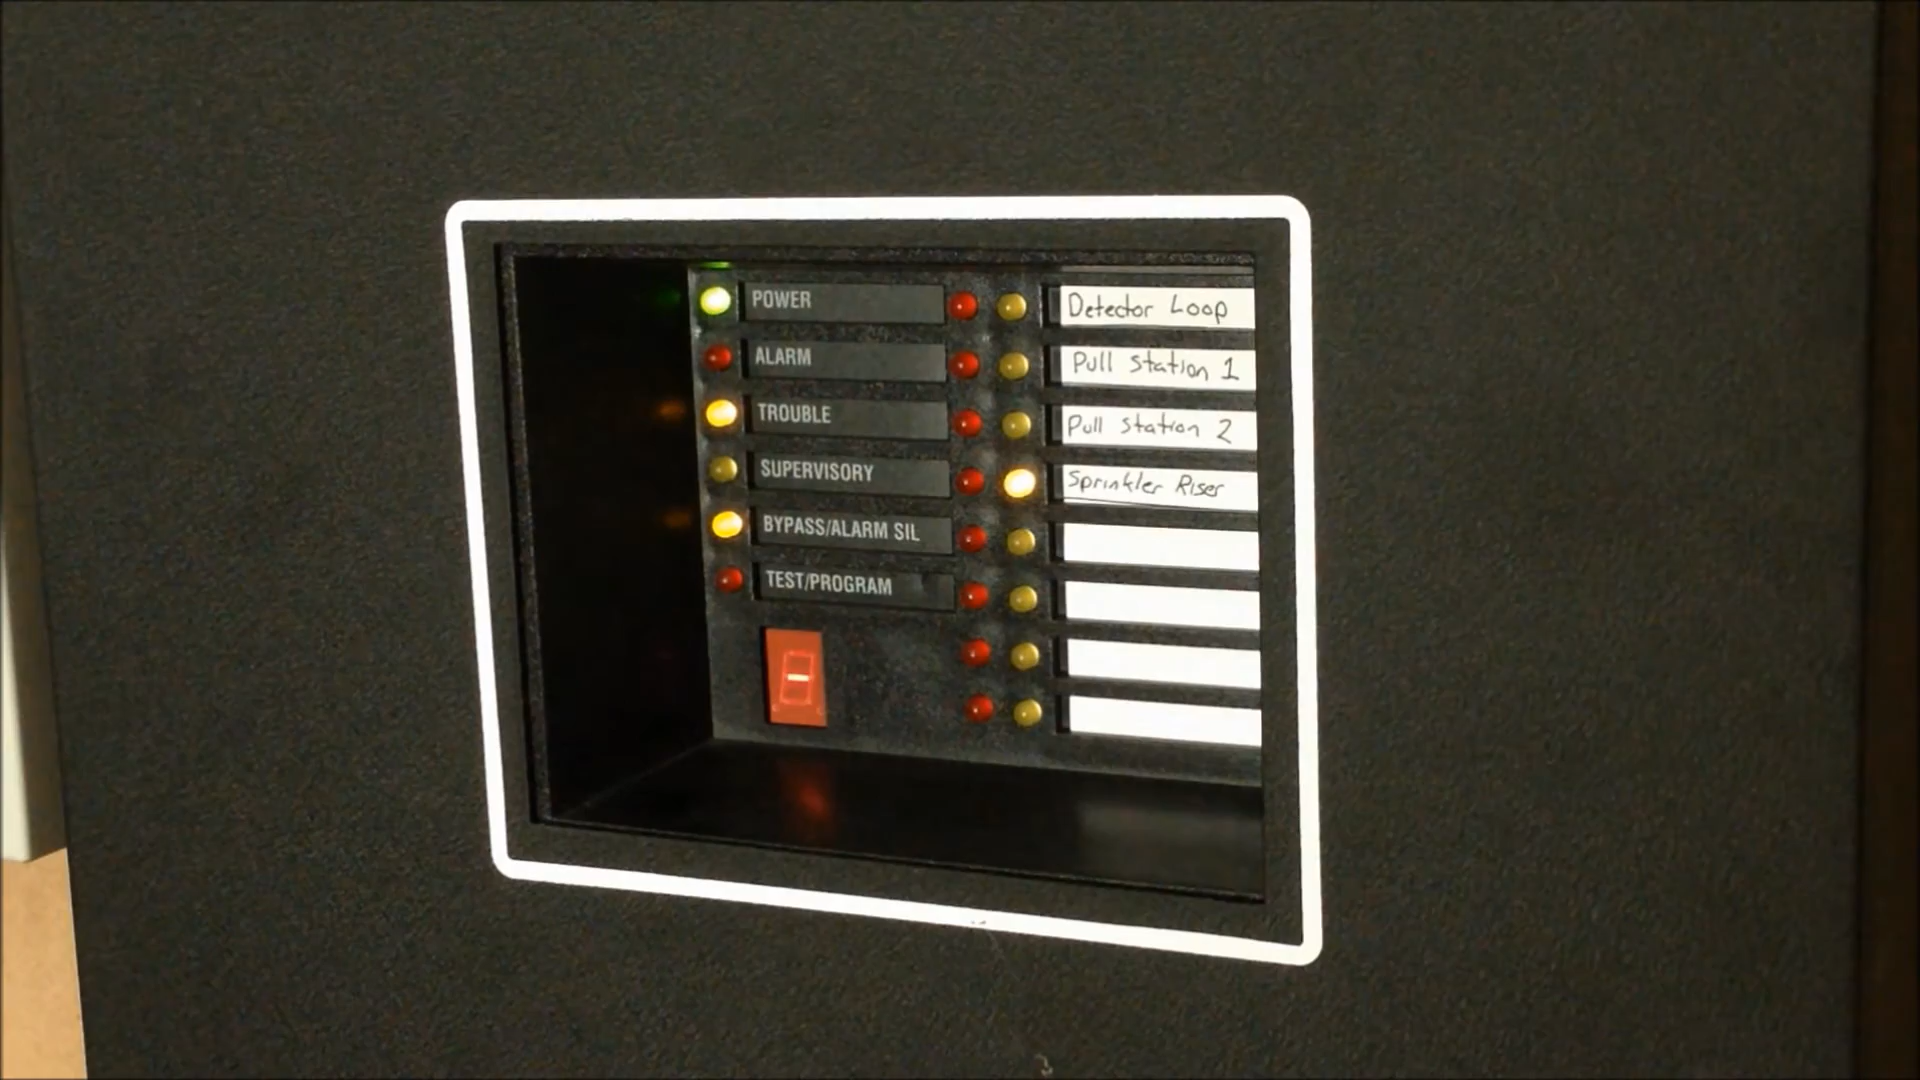 POWER
ALARM
TROUBLE
SUPERVISORY
BYPASS/ALARM SIL
TEST/PROGRAM
Detector Loop
Pull Station 1
Pull Station 2
Sprinkler Riser